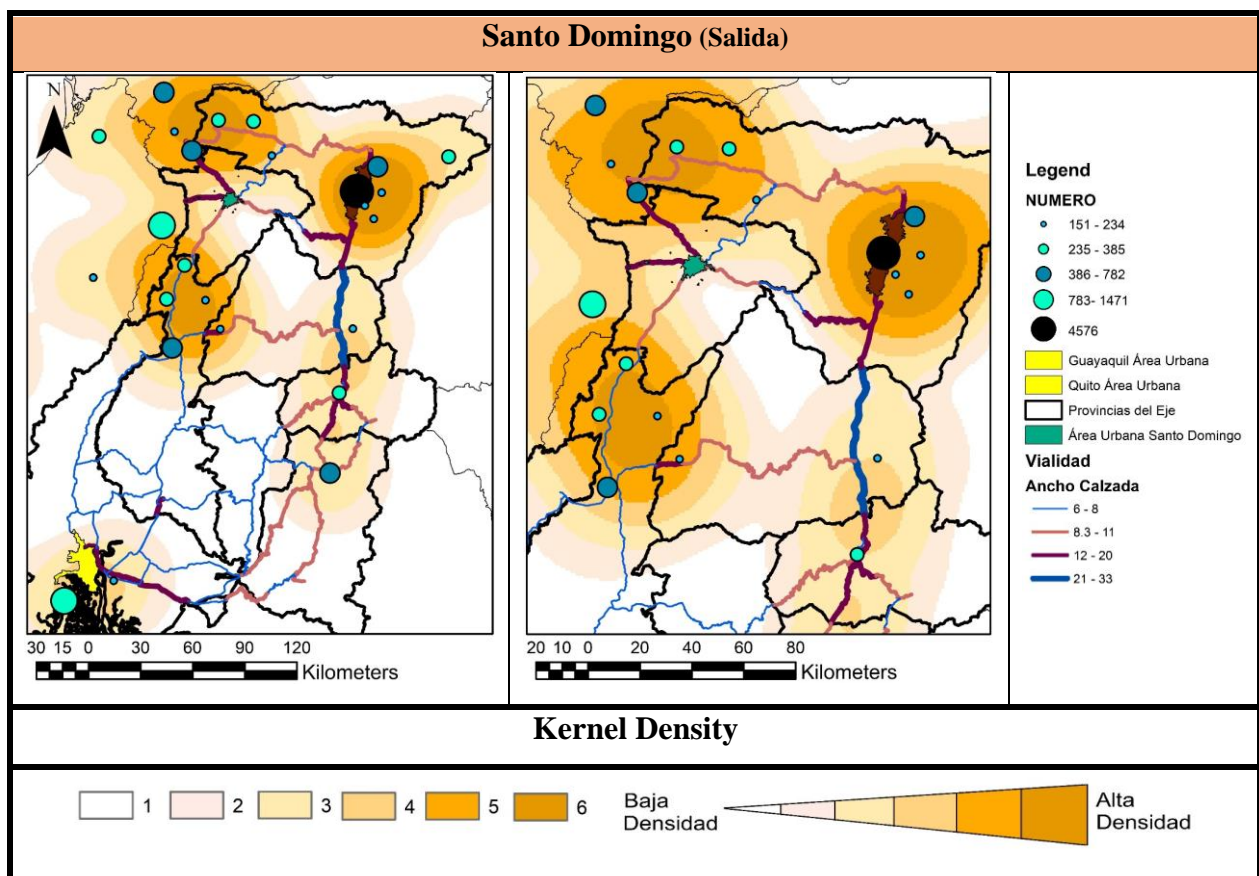 Santo Domingo (Salida)
N
30 15 0 30 60 90 120
Kilometers
20 10 0 20 40 60 80
Kilometers
Legend
NUMERO
151 - 234
235 - 385
386 - 782
783- 1471
4576
Guayaquil Área Urbana
Quito Área Urbana
Provincias del Eje
Área Urbana Santo Domingo
Vialidad
Ancho Calzada
6 - 8
8.3 - 11
12 - 20
21 - 33
Kernel Density
1 2 3 4 5 6
Baja
Densidad
Alta
Densidad